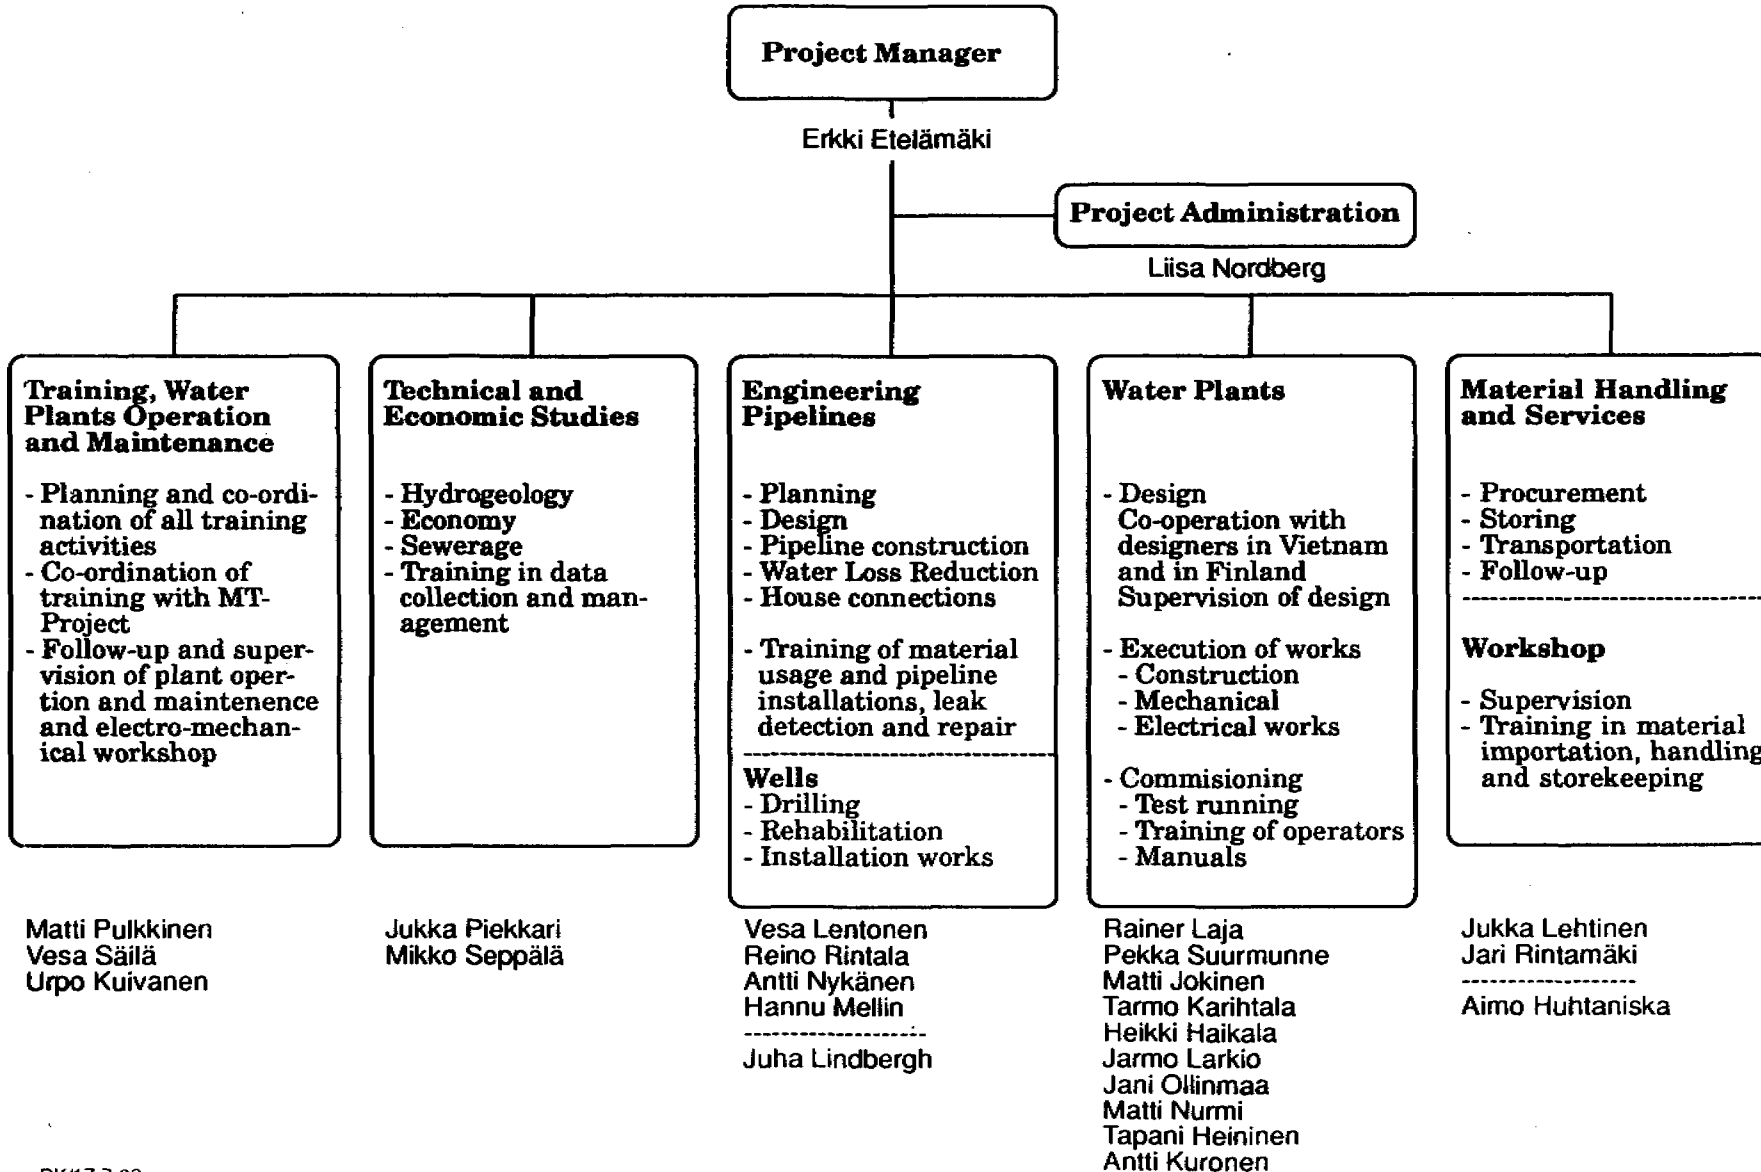 Project Manager
Erkki Etelämäki
Project Administration
Liisa Nordberg
Training, Water
Plants Operation
and Maintenance
- Planning and co-ordi-
nation of all training
activities
- Co-ordination of
training with MT-
Project
- Follow-up and super-
vision of plant oper-
tion and maintenence
and electro-mechan-
ical workshop
Matti Pulkkinen
Vesa Säilä
Urpo Kuivanen
Technical and
Economic Studies
- Hydrogeology
- Economy
- Sewerage
- Training in data
collection and man-
agement
Jukka Piekkari
Mikko Seppälä
Engineering
Pipelines
- Planning
- Design
- Pipeline construction
- Water Loss Reduction
- House connections
- Training of material
usage and pipeline
installations, leak
detection and repair
Wells
- Drilling
- Rehabilitation
- Installation works
Vesa Lentonen
Reino Rintala
Antti Nykänen
Hannu Mellin
Juha Lindbergh
Water Plants
- Design
Co-operation with
designers in Vietnam
and in Finland
Supervision of design
- Execution of works
- Construction
- Mechanical
- Electrical works
- Commisioning
- Test running
- Training of operators
- Manuals
Rainer Laja
Pekka Suurmunne
Matti Jokinen
Tarmo Karihtala
Heikki Haikala
Jarmo Larkio
Jani Ollinmaa
Matti Nurmi
Tapani Heininen
Antti Kuronen
Material Handling
and Services
- Procurement
- Storing
- Transportation
- Follow-up
Workshop
- Supervision
- Training in material
importation, handling
and storekeeping
Jukka Lehtinen
Jari Rintamäki
Aimo Huhtaniska